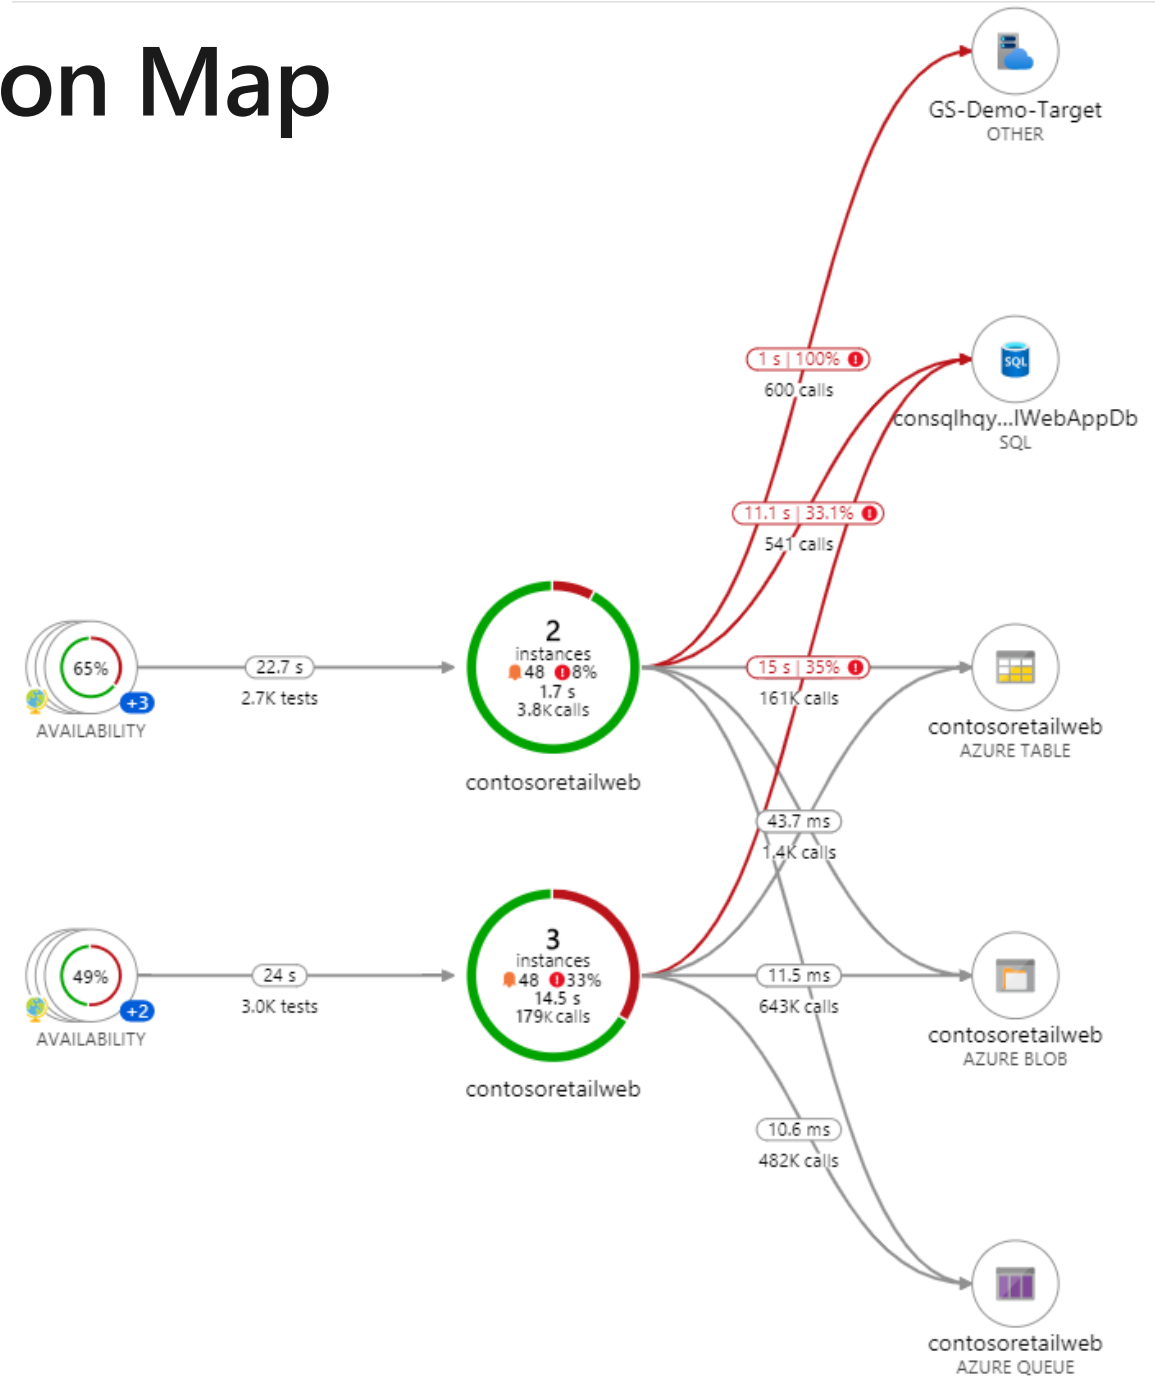 on Map
GS-Demo-Target
OTHER
1 s | 100%
600 calls
consqlhqy...lWebAppDb
SQL
11.1 s | 33.1%
541 calls
65%
+3
AVAILABILITY
22.7 s
2.7K tests
2
instances
48 8%
1.7 s
3.8K calls
contosoretailweb
15 s | 35%
161K calls
contosoretailweb
AZURE TABLE
43.7 ms
1.4K calls
49%
+2
AVAILABILITY
24 s
3.0K tests
3
instances
48 33%
14.5 s
179K calls
contosoretailweb
11.5 ms
643K calls
contosoretailweb
AZURE BLOB
10.6 ms
482K calls
contosoretailweb
AZURE QUEUE